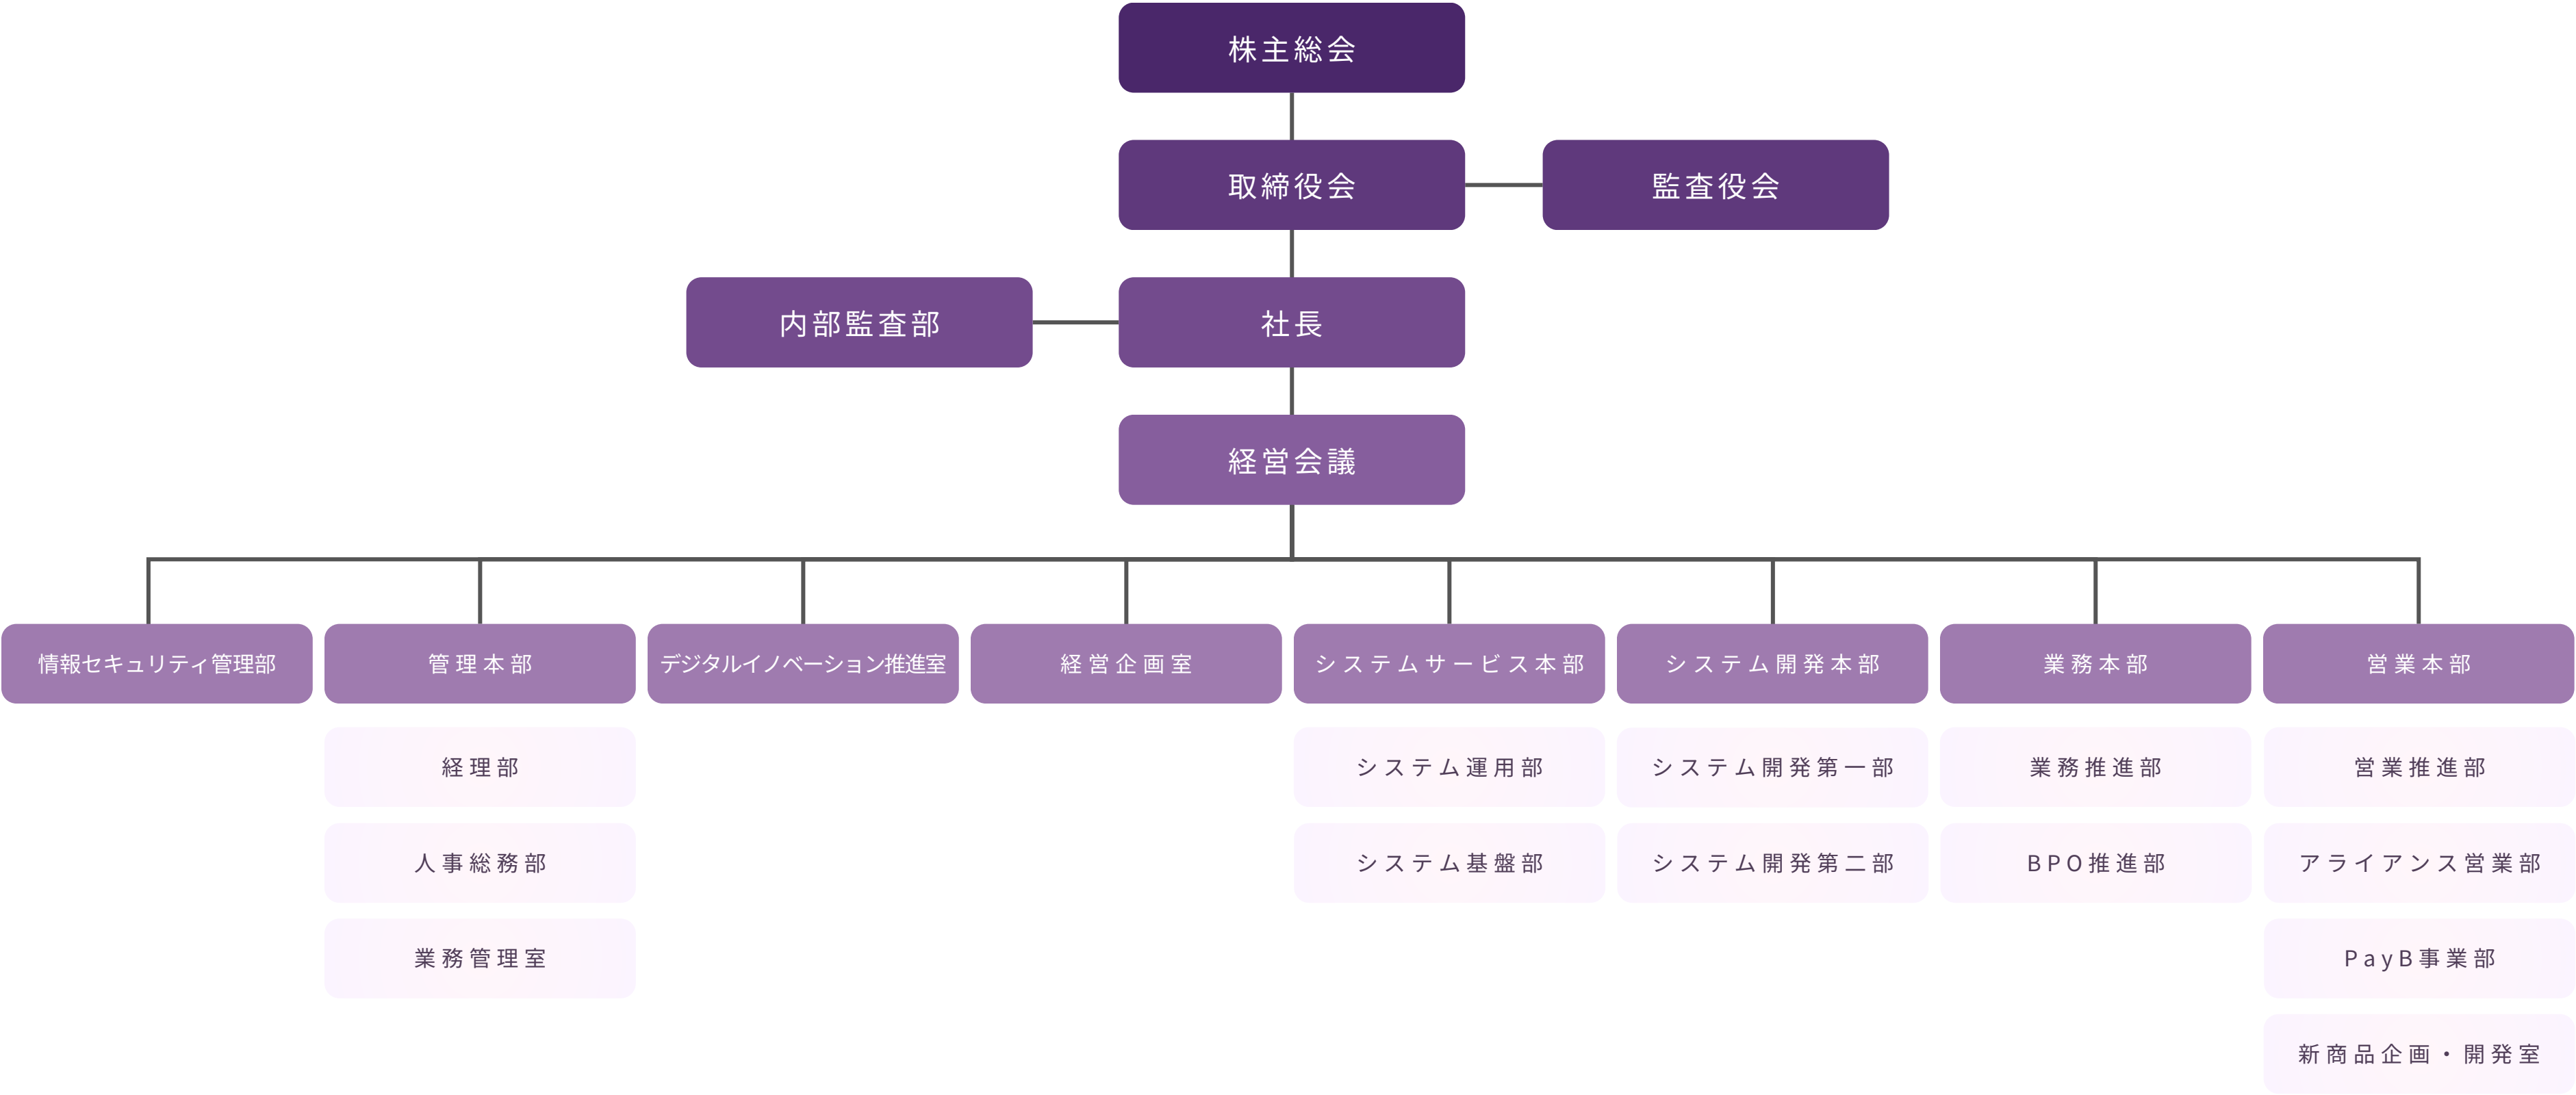 株主総会
取締役会
監査役会
内部監査部
社長
経営会議
情報セキュリティ管理部
管理本部
デジタルイノベーション推進室
経営企画室
システムサービス本部
システム開発本部
業務本部
営業本部
経理部
システム運用部
システム開発第一部
業務推進部
営業推進部
人事総務部
システム基盤部
システム開発第二部
BPO推進部
アライアンス営業部
業務管理室
PayB事業部
新商品企画・開発室